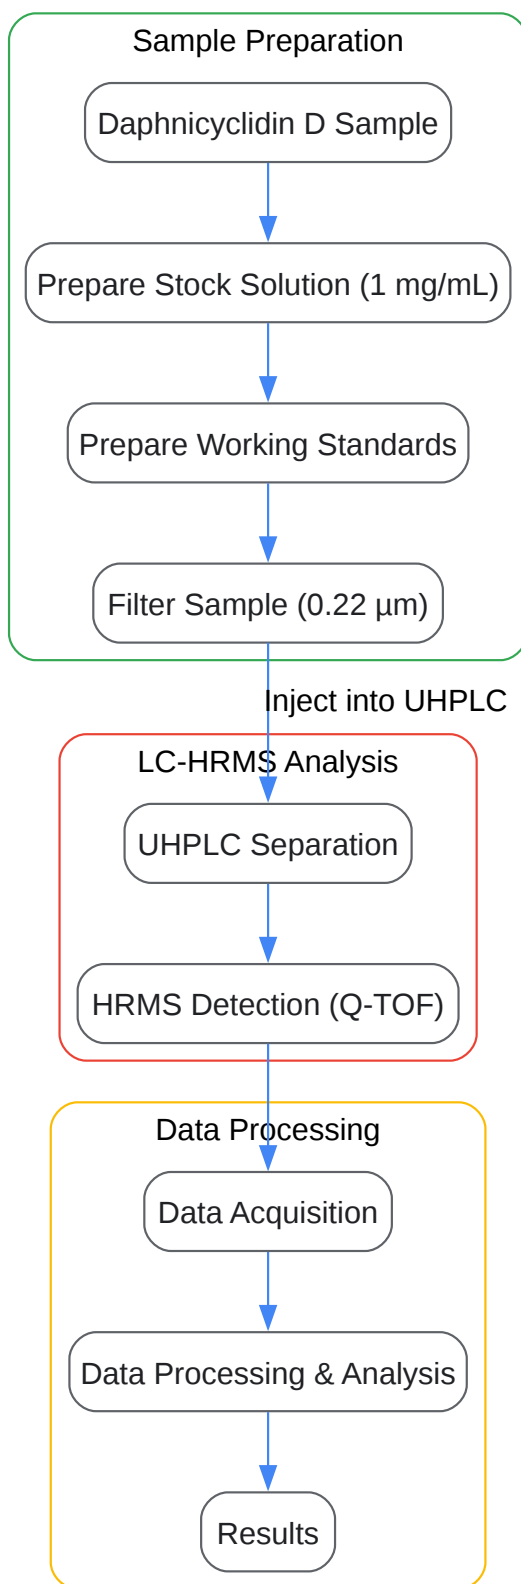 Sample Preparation
Daphnicyclidin D Sample
Prepare Stock Solution (1 mg/mL)
Prepare Working Standards
Filter Sample (0.22 µm)
Inject into UHPLC
LC-HRMS Analysis
UHPLC Separation
HRMS Detection (Q-TOF)
Data Processing
Data Acquisition
Data Processing & Analysis
Results